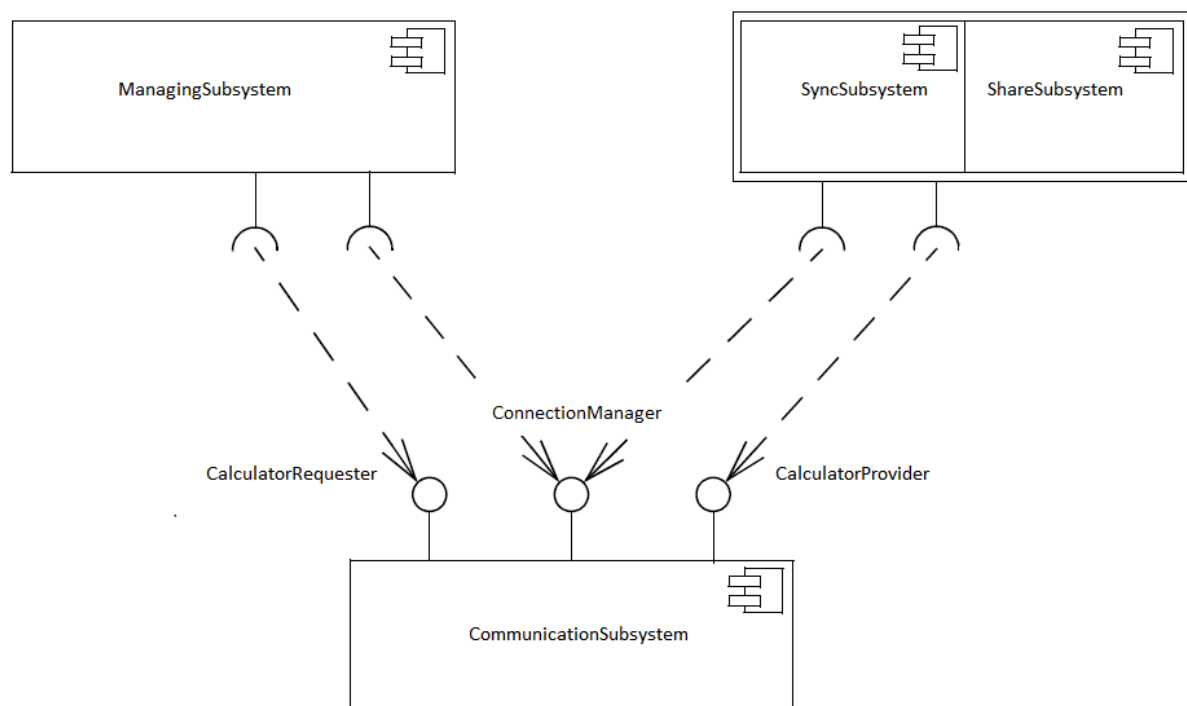 ManagingSubsystem
SyncSubsystem
ShareSubsystem
ConnectionManager
CalculatorRequester
CalculatorProvider
CommunicationSubsystem